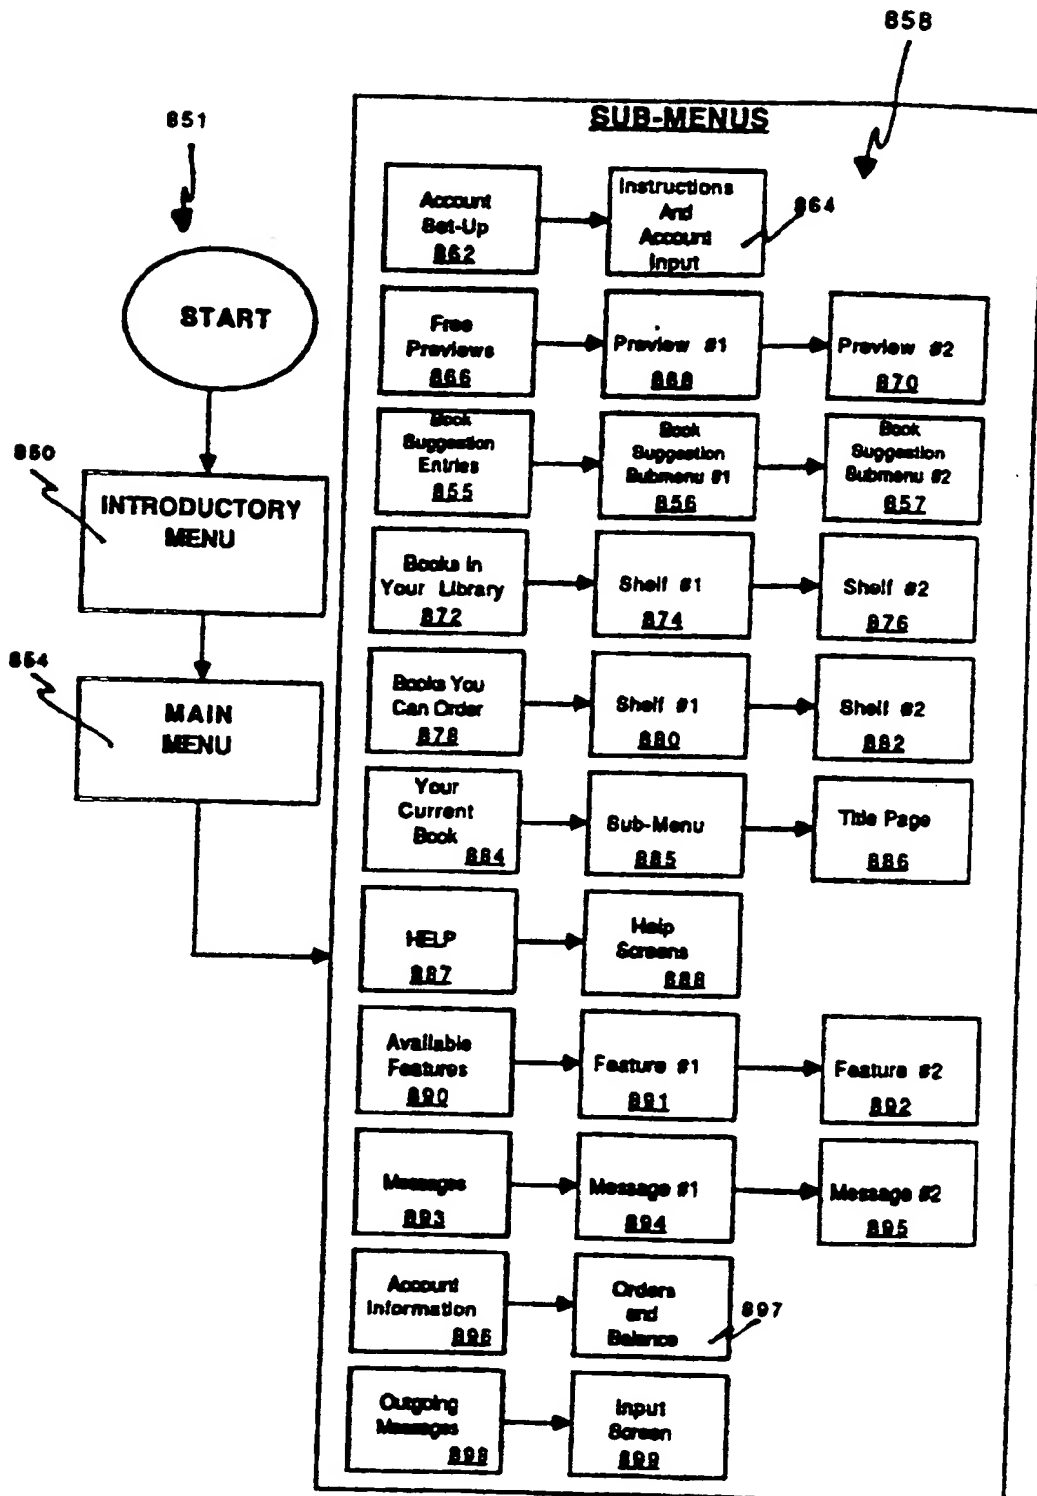 858
851
SUB-MENUS
START
850
INTRODUCTORY
MENU
854
MAIN
MENU
Account
Set-Up
862
Instructions
And
Account
Input
864
Free
Previews
866
Preview #1
868
Preview #2
870
Book
Suggestion
Entries
855
Book
Suggestion
Submenu #1
856
Book
Suggestion
Submenu #2
857
Books In
Your Library
872
Shelf #1
874
Shelf #2
876
Books You
Can Order
878
Shelf #1
880
Shelf #2
882
Your
Current
Book
884
Sub-Menu
885
Title Page
886
HELP
887
Help
Screens
888
Available
Features
890
Feature #1
891
Feature #2
892
Messages
893
Message #1
894
Message #2
895
Account
Information
896
Orders
and
Balance
897
Outgoing
Messages
898
Input
Screen
899